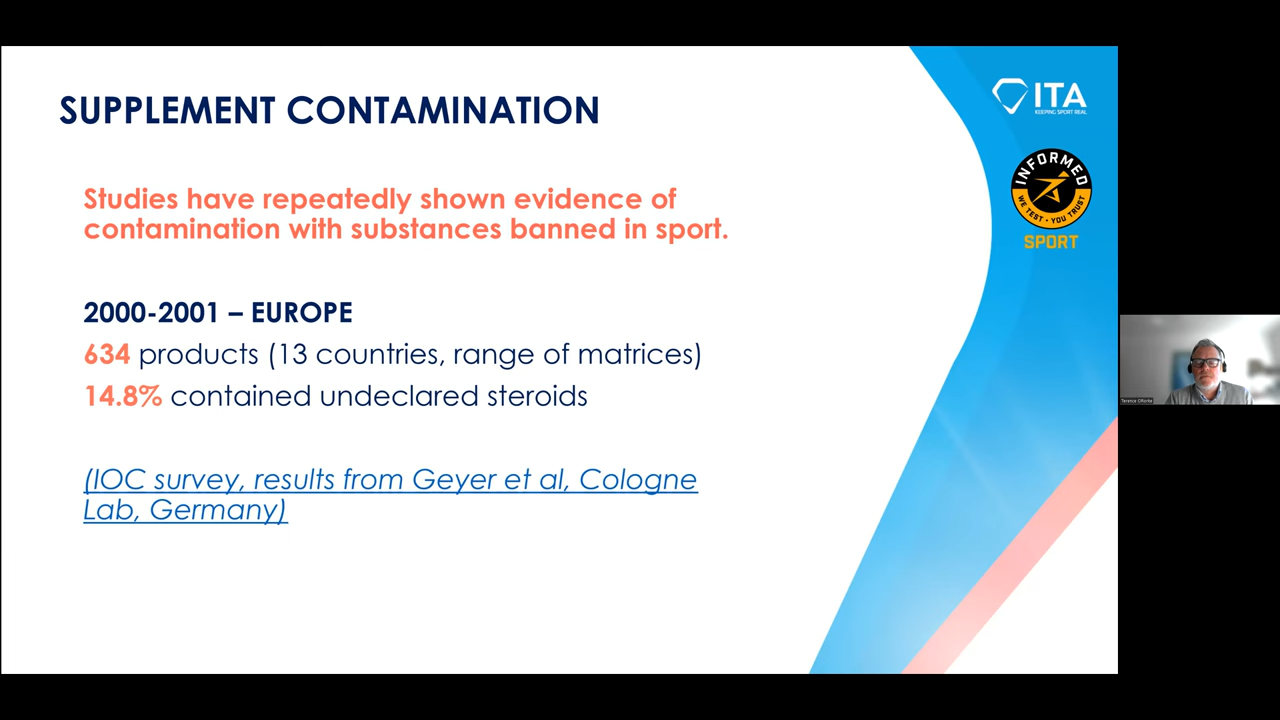 SUPPLEMENT CONTAMINATION
Studies have repeatedly shown evidence of
contamination with substances banned in sport.
2000-2001 – EUROPE
634 products (13 countries, range of matrices)
14.8% contained undeclared steroids
(IOC survey, results from Geyer et al, Cologne
Lab, Germany)
ITA
KEEPING SPORT REAL
INFORMED
WE TEST • YOU TRUST
SPORT
Terence O'Rorke